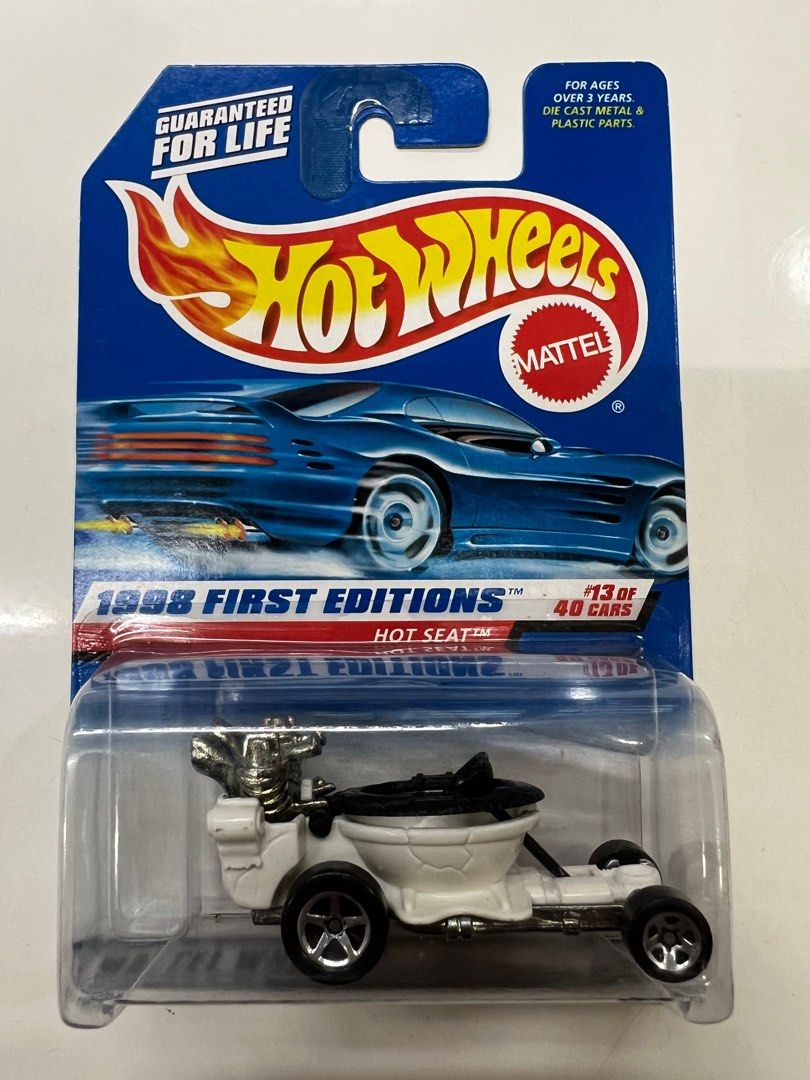 GUARANTEED
FOR LIFE
FOR AGES
OVER 3 YEARS.
DIE CAST METAL &
PLASTIC PARTS.
HOT WHEELS
MATTEL
®
1998 FIRST EDITIONS™
#13 OF
40 CARS
HOT SEAT™